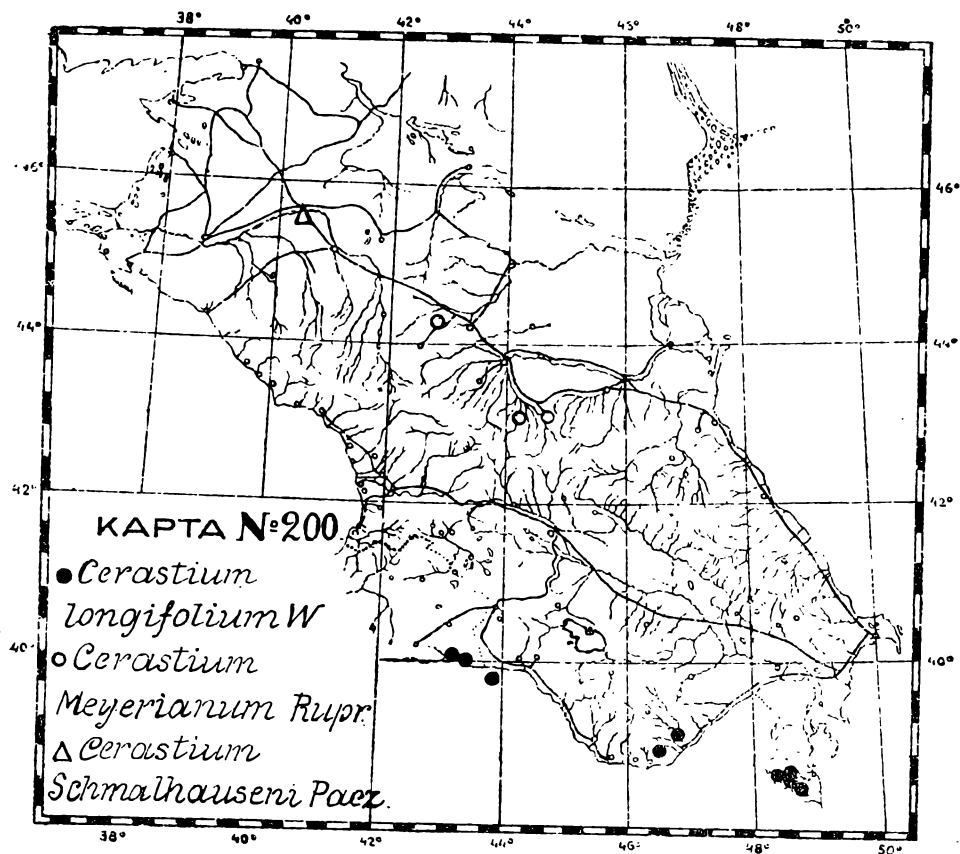 38° 40° 42° 44° 46° 48° 50°
46° 46°
44° 44°
42° 42°
КАРТА №200
● Cerastium
longifolium W
○ Cerastium
40° 40°
Meyerianum Rupr.
△ Cerastium
Schmalhauseni Pacz.
38° 40° 42° 44° 46° 48° 50°